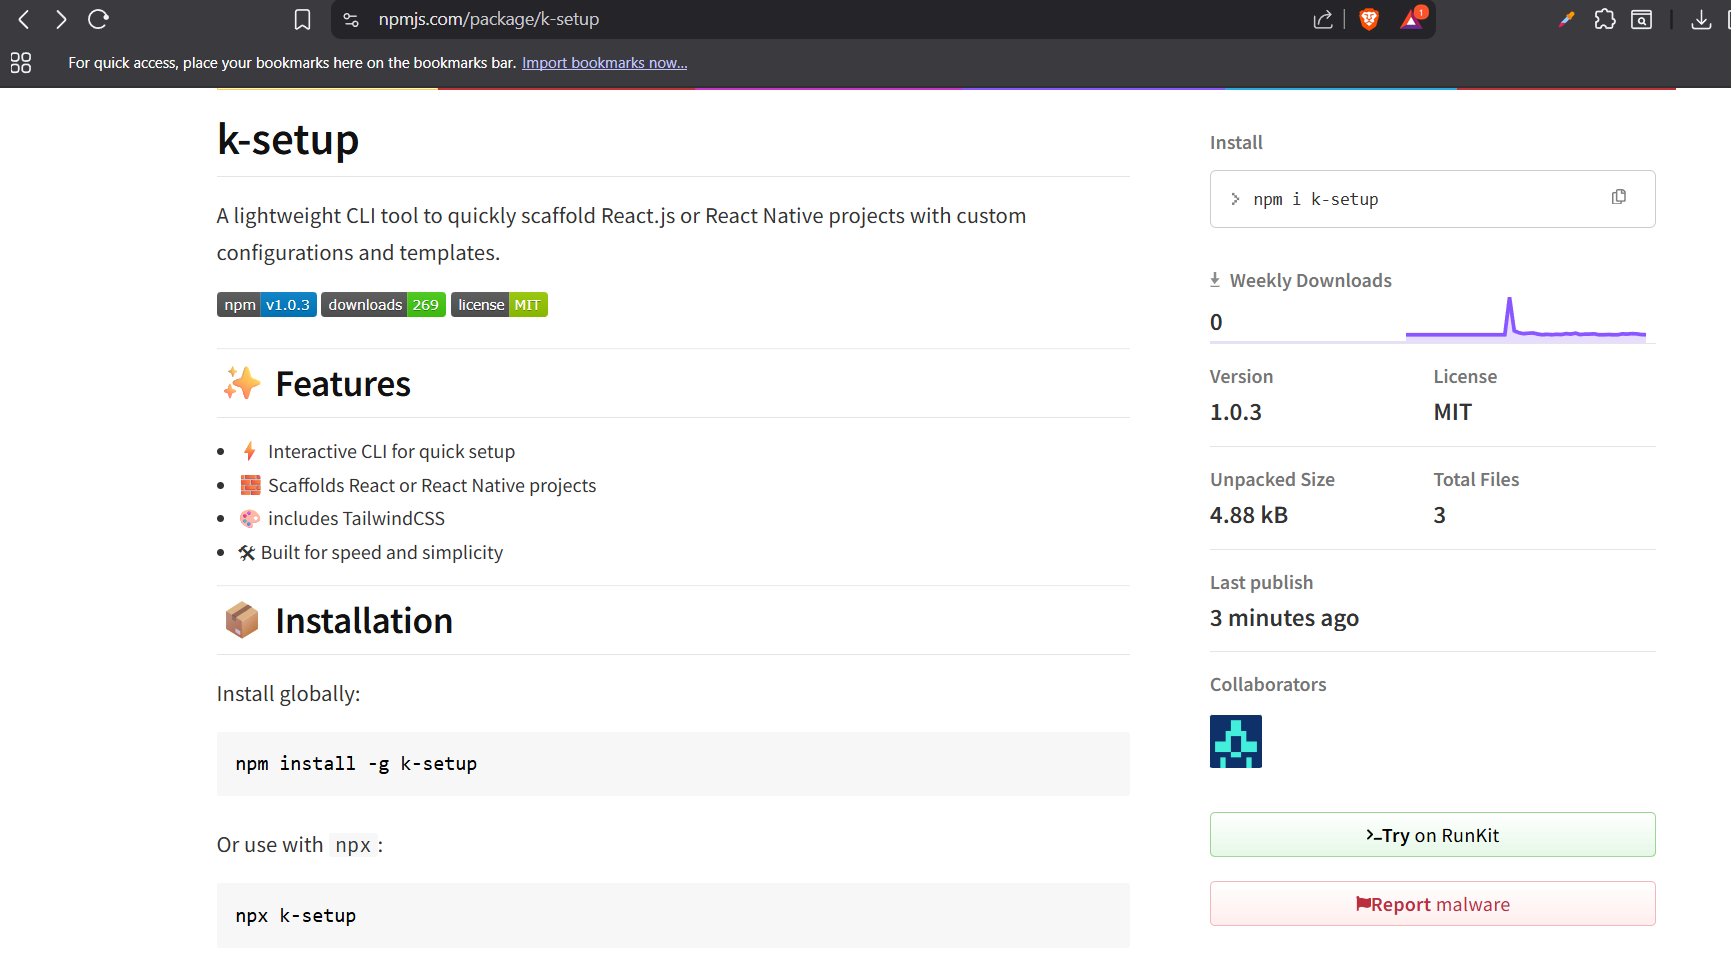 npmjs.com/package/k-setup
1
For quick access, place your bookmarks here on the bookmarks bar. Import bookmarks now...
k-setup
A lightweight CLI tool to quickly scaffold React.js or React Native projects with custom
configurations and templates.
npm v1.0.3 downloads 269 license MIT
✨ Features
⚡ Interactive CLI for quick setup
🧱 Scaffolds React or React Native projects
🎨 includes TailwindCSS
🛠 Built for speed and simplicity
📦 Installation
Install globally:
npm install -g k-setup
Or use with npx :
npx k-setup
Install
> npm i k-setup
Weekly Downloads
0
Version
License
1.0.3
MIT
Unpacked Size
Total Files
4.88 kB
3
Last publish
3 minutes ago
Collaborators
Try on RunKit
Report malware